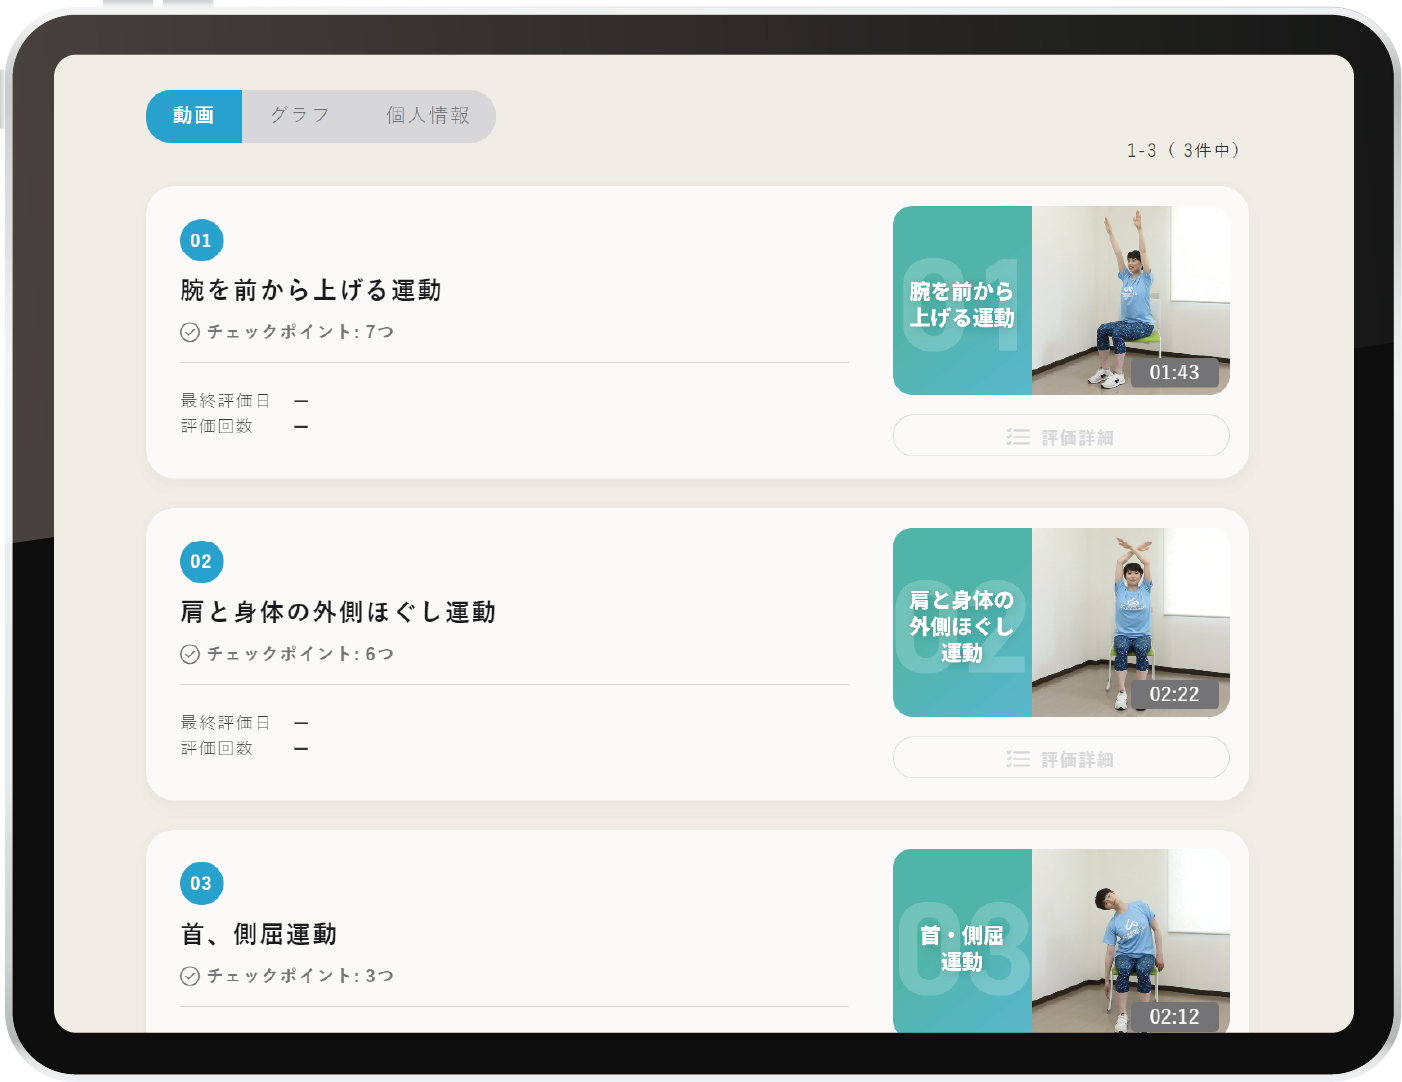 動画 グラフ 個人情報
1-3 ( 3件中)
01
腕を前から上げる運動
チェックポイント: 7つ
最終評価日 —
評価回数 —
01
腕を前から
上げる運動
01:43
評価詳細
02
肩と身体の外側ほぐし運動
チェックポイント: 6つ
最終評価日 —
評価回数 —
02
肩と身体の
外側ほぐし
運動
02:22
評価詳細
03
首、側屈運動
チェックポイント: 3つ
03
首・側屈
運動
02:12